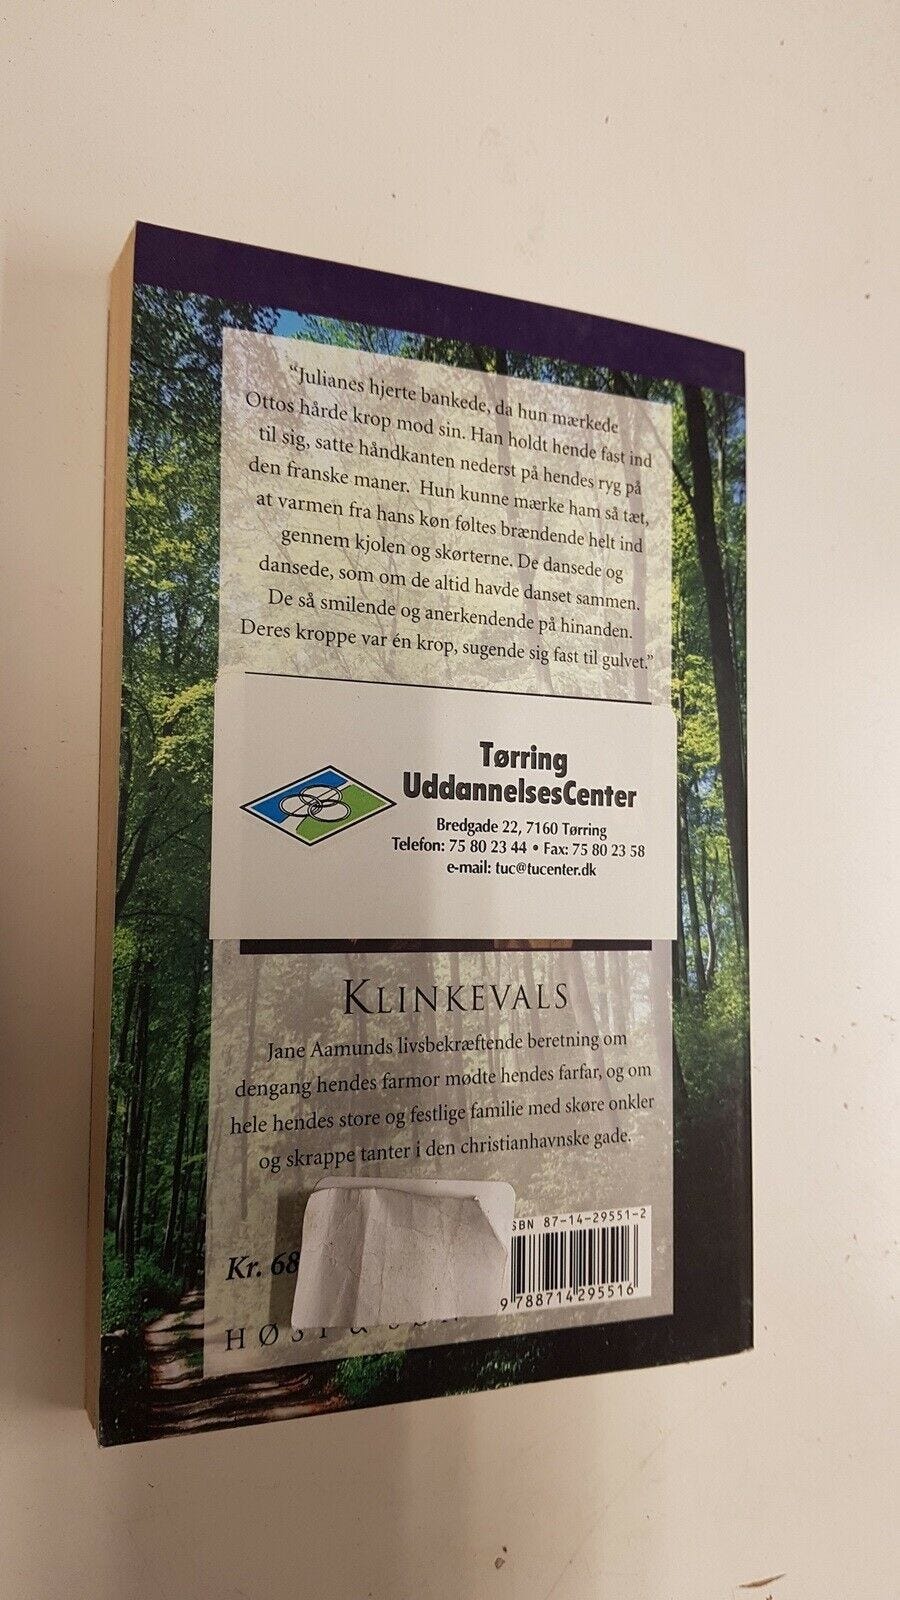 “Julianes hjerte bankede, da hun mærkede
Ottos hårde krop mod sin. Han holdt hende fast ind
til sig, satte håndkanten nederst på hendes ryg på
den franske maner. Hun kunne mærke ham så tæt,
at varmen fra hans køn føltes brændende helt ind
gennem kjolen og skørterne. De dansede og
dansede, som om de altid havde danset sammen.
De så smilende og anerkendende på hinanden.
Deres kroppe var én krop, sugende sig fast til gulvet.”
Tørring
UddannelsesCenter
Bredgade 22, 7160 Tørring
Telefon: 75 80 23 44 • Fax: 75 80 23 58
e-mail: tuc@tucenter.dk
KLINKEVALS
Jane Aamunds livsbekræftende beretning om
dengang hendes farmor mødte hendes farfar, og om
hele hendes store og festlige familie med skøre onkler
og skrappe tanter i den christianhavnske gade.
ISBN 87-14-29551-2
Kr. 68
9 788714 295516
HØST &